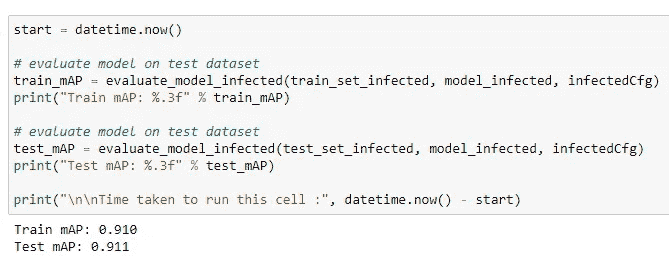 start = datetime.now()
# evaluate model on test dataset
train_mAP = evaluate_model_infected(train_set_infected, model_infected, infectedCfg)
print("Train mAP: %.3f" % train_mAP)
# evaluate model on test dataset
test_mAP = evaluate_model_infected(test_set_infected, model_infected, infectedCfg)
print("Test mAP: %.3f" % test_mAP)
print("\n\nTime taken to run this cell :", datetime.now() - start)
Train mAP: 0.910
Test mAP: 0.911